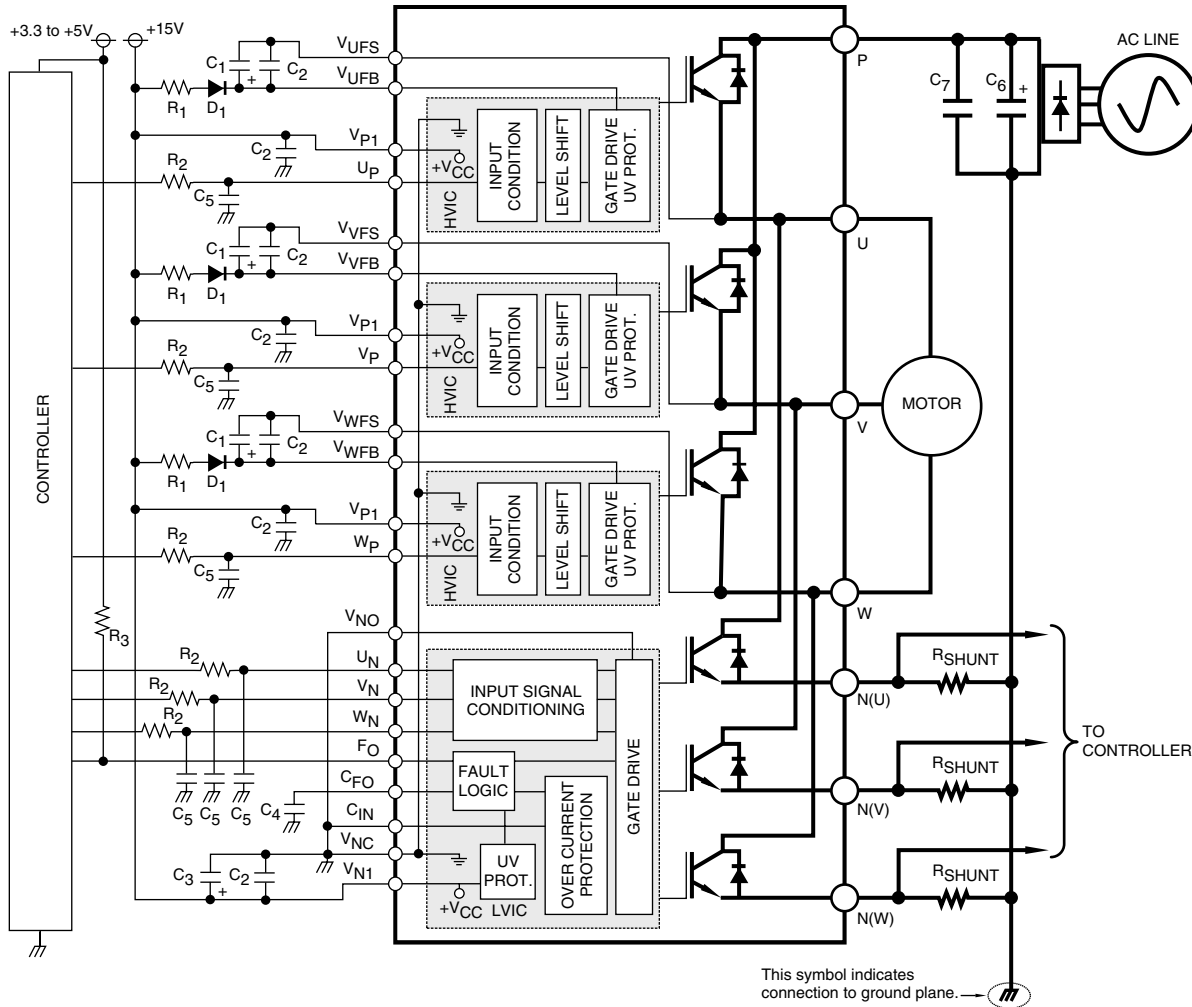 +3.3 to +5V
+15V
CONTROLLER
C1
+
C2
R1
D1
VUFS
VUFB
C2
VP1
R2
C5
UP
HVIC
+VCC
INPUT CONDITION
LEVEL SHIFT
GATE DRIVE
UV PROT.
C1
+
C2
R1
D1
VVFS
VVFB
C2
VP1
R2
C5
VP
HVIC
+VCC
INPUT CONDITION
LEVEL SHIFT
GATE DRIVE
UV PROT.
C1
+
C2
R1
D1
VWFS
VWFB
C2
VP1
R2
C5
WP
HVIC
+VCC
INPUT CONDITION
LEVEL SHIFT
GATE DRIVE
UV PROT.
R3
VNO
R2
UN
R2
VN
R2
WN
FO
CFO
CIN
VNC
VN1
C5
C5
C5
C4
C3
+
C2
INPUT SIGNAL
CONDITIONING
FAULT
LOGIC
UV
PROT.
+VCC
LVIC
OVER CURRENT
PROTECTION
GATE DRIVE
P
C7
C6
+
AC LINE
U
V
MOTOR
W
RSHUNT
N(U)
RSHUNT
N(V)
RSHUNT
N(W)
TO
CONTROLLER
This symbol indicates
connection to ground plane.